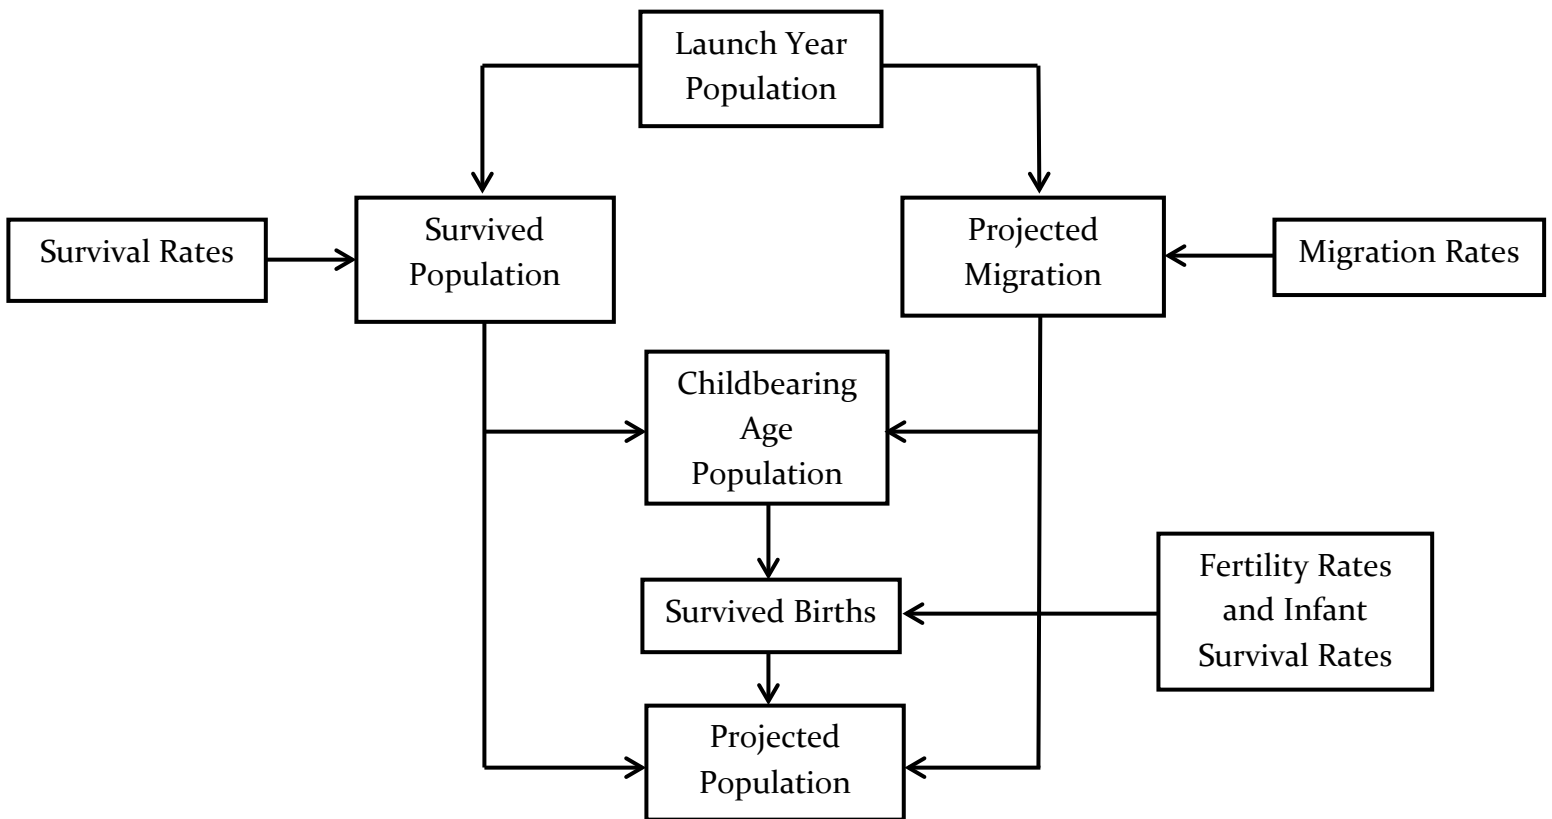 Launch Year
Population
Survival Rates
Survived
Population
Projected
Migration
Migration Rates
Childbearing
Age
Population
Fertility Rates
and Infant
Survival Rates
Survived Births
Projected
Population